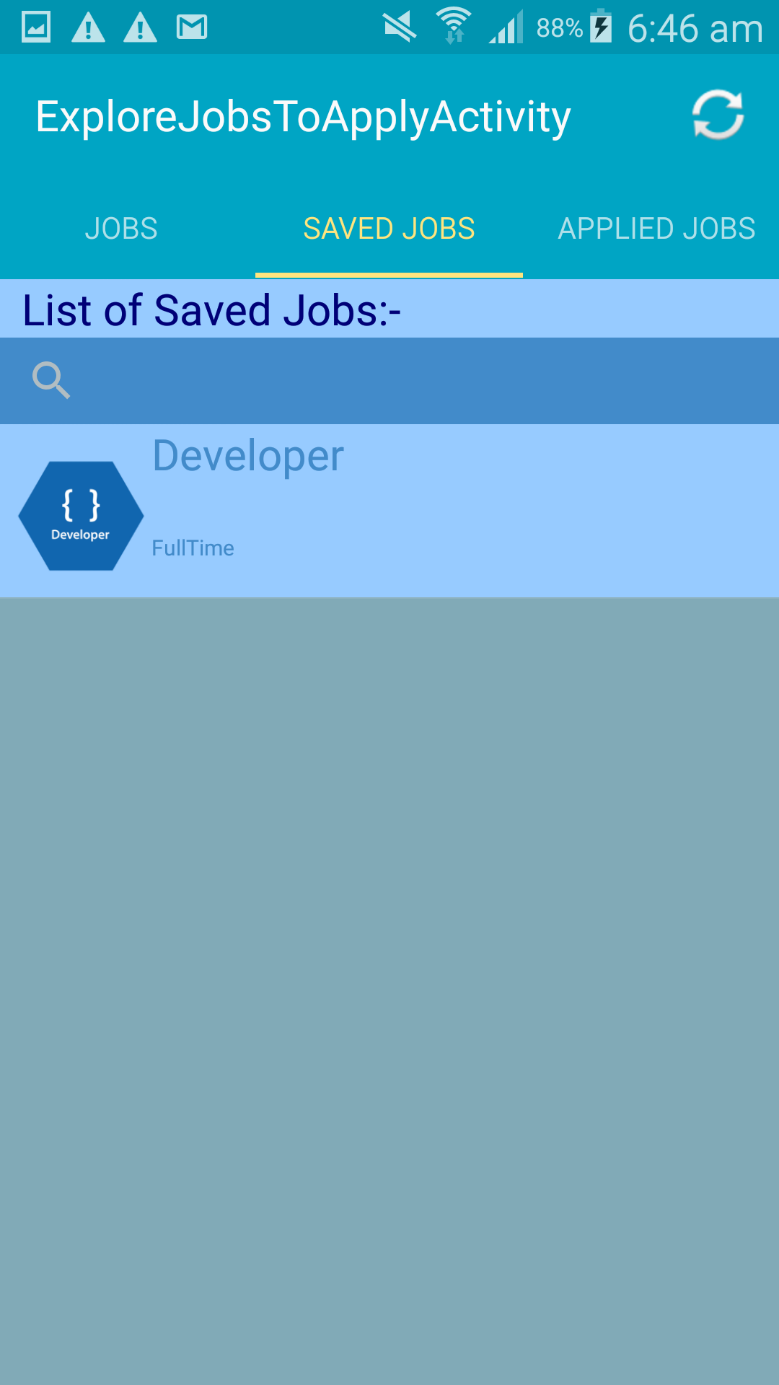 88% 6:46 am
ExploreJobsToApplyActivity
JOBS SAVED JOBS APPLIED JOBS
List of Saved Jobs:-
Developer
{ }
Developer
FullTime